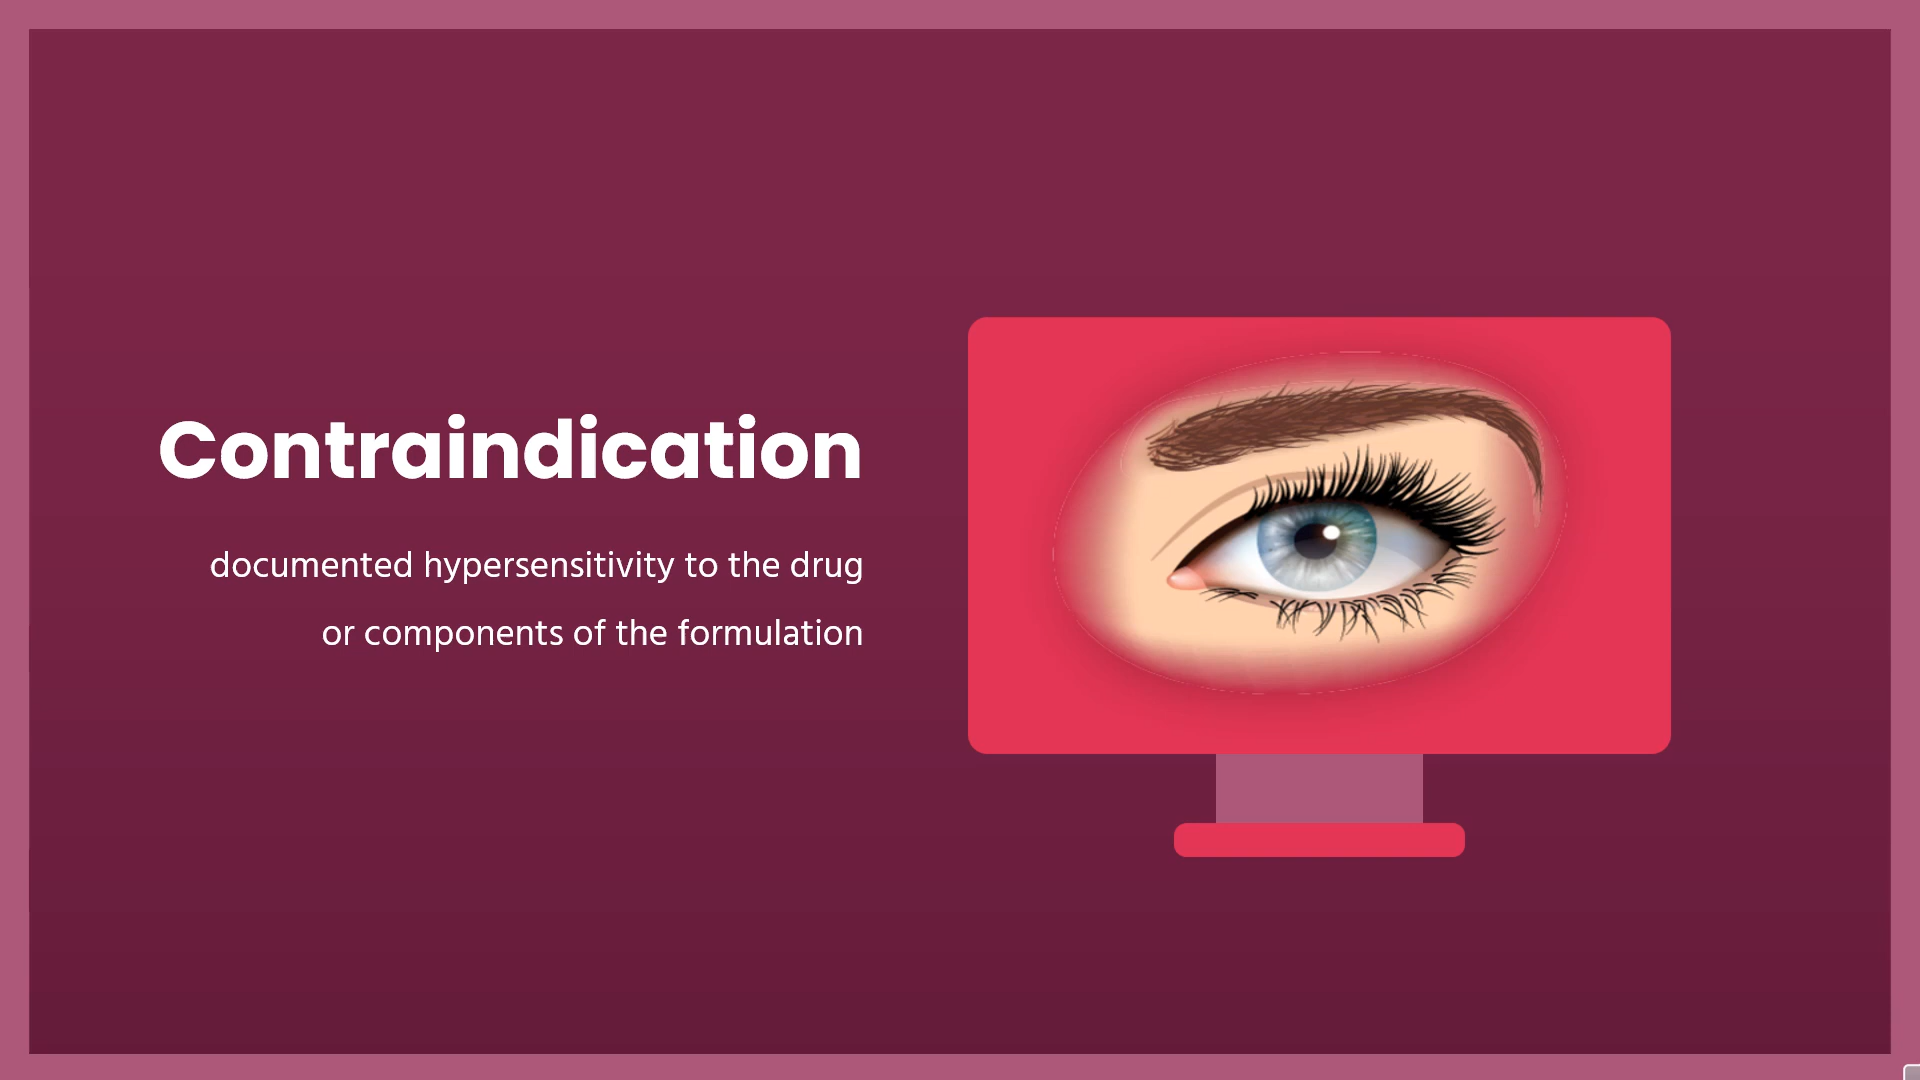 Contraindication
documented hypersensitivity to the drug
or components of the formulation